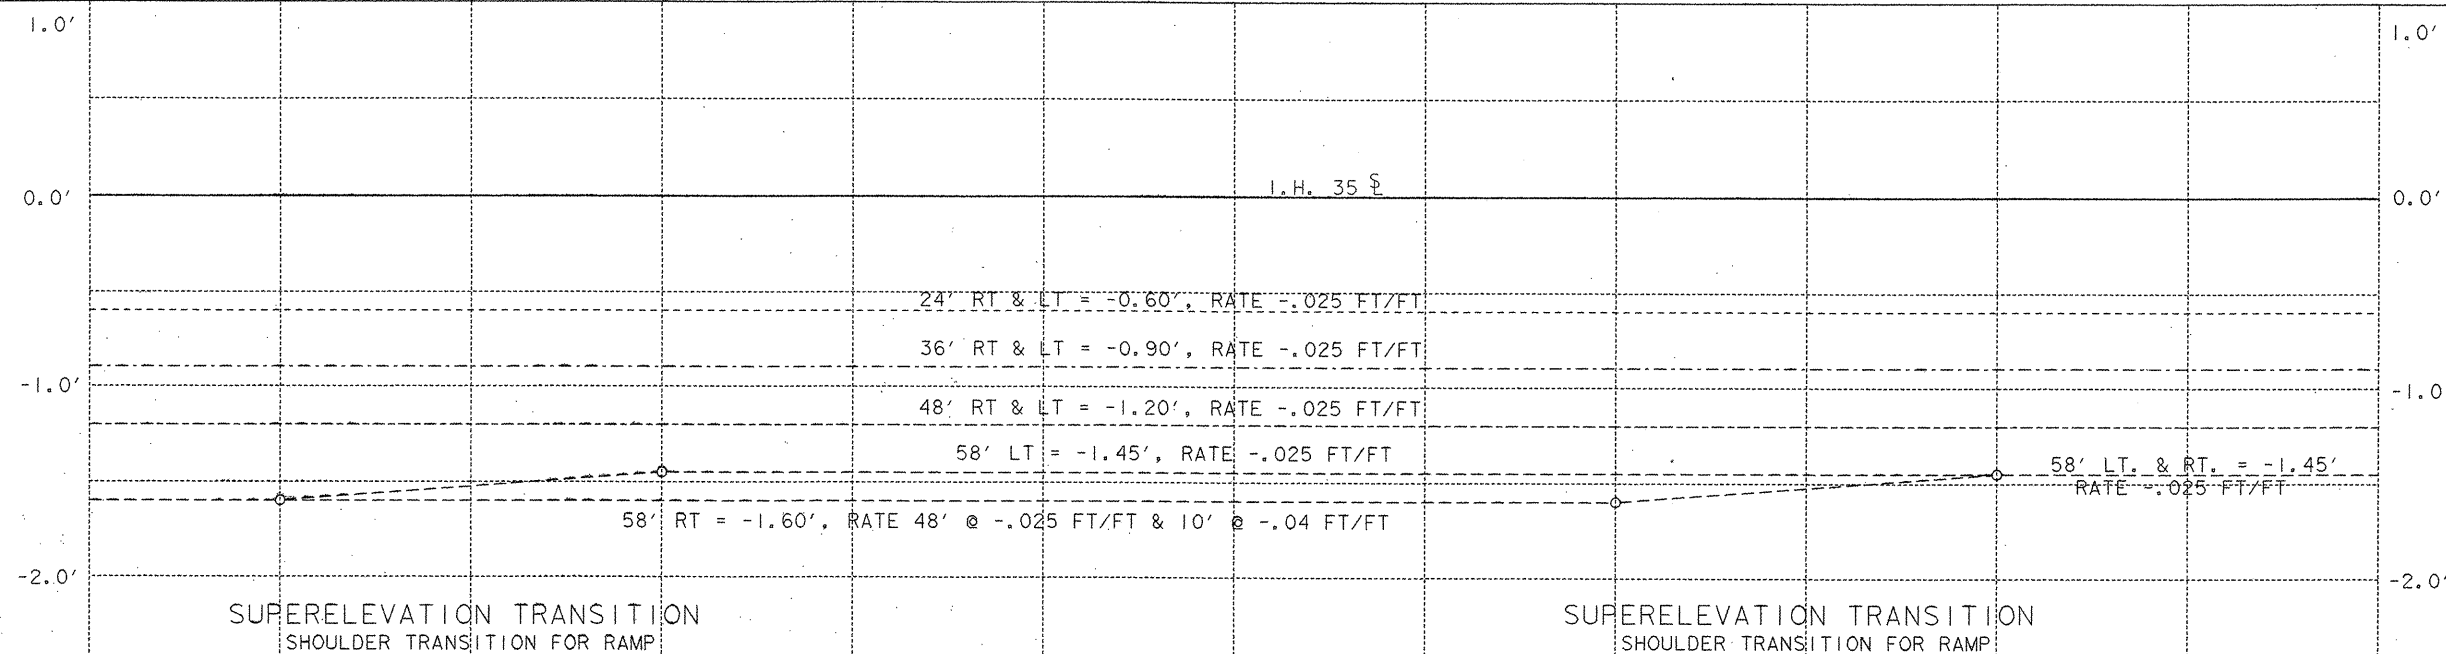 1.0' 1.0'
I.H. 35 ℄
0.0' 0.0'
24' RT & LT = -0.60', RATE -.025 FT/FT
36' RT & LT = -0.90', RATE -.025 FT/FT
-1.0' -1.0
48' RT & LT = -1.20', RATE -.025 FT/FT
58' LT = -1.45', RATE -.025 FT/FT
58' LT. & RT. = -1.45'
RATE -.025 FT/FT
58' RT = -1.60', RATE 48' @ -.025 FT/FT & 10' @ -.04 FT/FT
-2.0' -2.0'
SUPERELEVATION TRANSITION
SHOULDER TRANSITION FOR RAMP
SUPERELEVATION TRANSITION
SHOULDER TRANSITION FOR RAMP